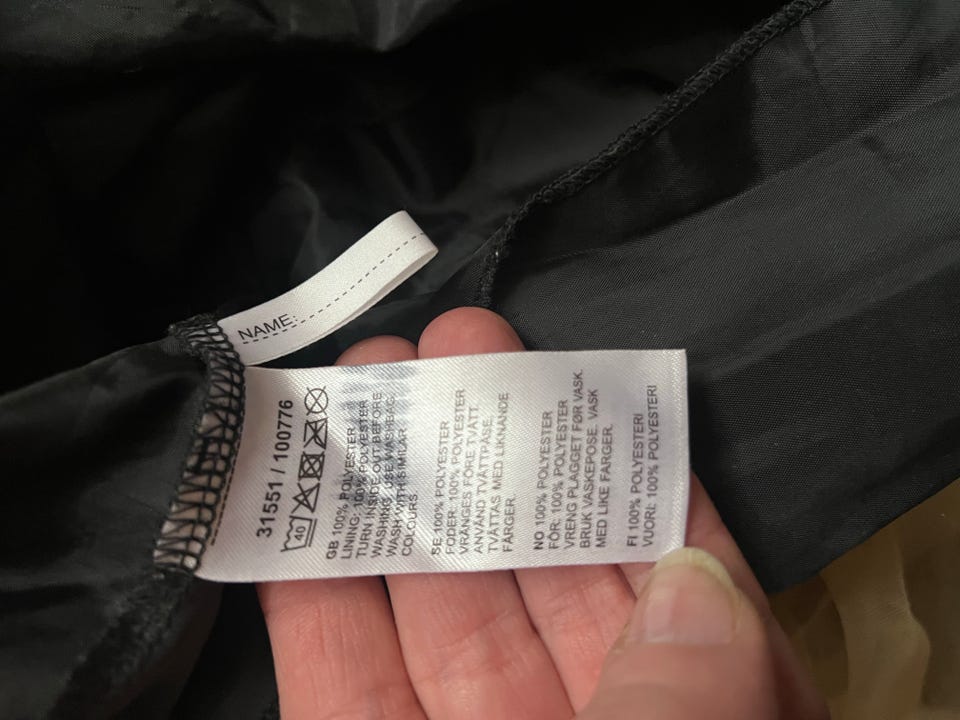 NAME:
31551 / 100776
40
GB 100% POLYESTER
LINING: 100% POLYESTER
TURN INSIDE OUT BEFORE
WASHING. USE WASHBAG.
WASH WITH SIMILAR
COLOURS.
SE 100% POLYESTER
FODER: 100% POLYESTER
VRÄNGES FÖRE TVÄTT.
ANVÄND TVÄTTPÅSE.
TVÄTTAS MED LIKNANDE
FÄRGER.
NO 100% POLYESTER
FÔR: 100% POLYESTER
VRENG PLAGGET FØR VASK.
BRUK VASKEPOSE. VASK
MED LIKE FARGER.
FI 100% POLYESTERI
VUORI: 100% POLYESTERI